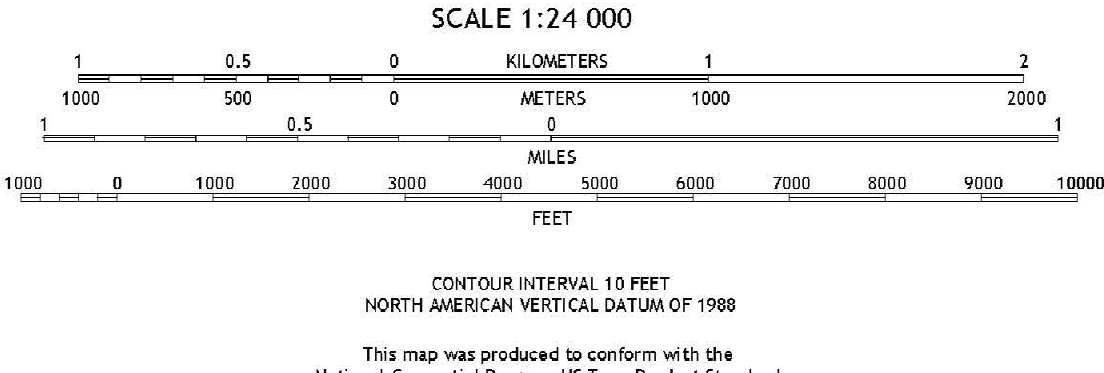 SCALE 1:24 000
1 0.5 0 KILOMETERS 1 2
1000 500 0 METERS 1000 2000
1 0.5 0 1
MILES
1000 0 1000 2000 3000 4000 5000 6000 7000 8000 9000 10000
FEET
CONTOUR INTERVAL 10 FEET
NORTH AMERICAN VERTICAL DATUM OF 1988
This map was produced to conform with the